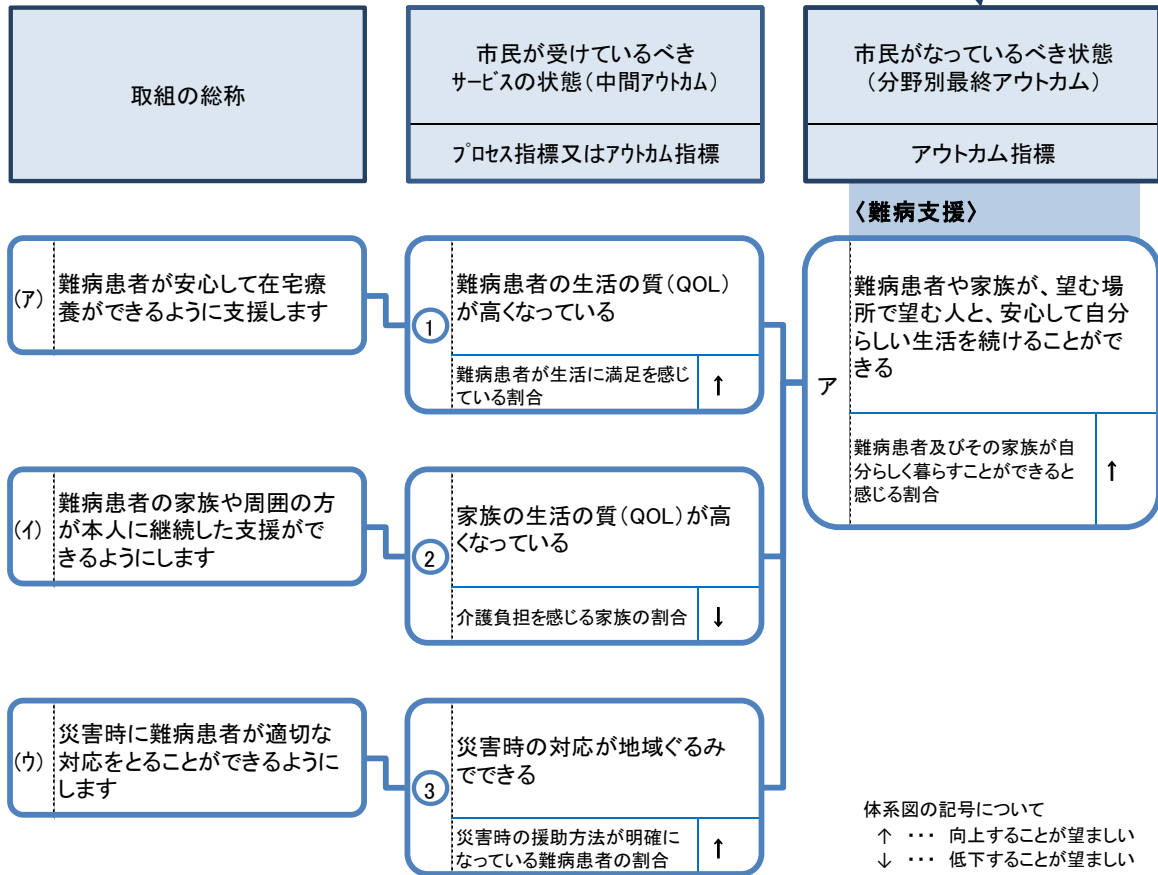 取組の総称
市民が受けているべき
サービスの状態(中間アウトカム)
プロセス指標又はアウトカム指標
市民がなっているべき状態
(分野別最終アウトカム)
アウトカム指標
〈難病支援〉
(ア)
難病患者が安心して在宅療
養ができるように支援します
①
難病患者の生活の質(QOL)
が高くなっている
難病患者が生活に満足を感じ
ている割合
↑
ア
難病患者や家族が、望む場
所で望む人と、安心して自分
らしい生活を続けることがで
きる
難病患者及びその家族が自
分らしく暮らすことができると
感じる割合
↑
(イ)
難病患者の家族や周囲の方
が本人に継続した支援がで
きるようにします
②
家族の生活の質(QOL)が高
くなっている
介護負担を感じる家族の割合
↓
(ウ)
災害時に難病患者が適切な
対応をとることができるように
します
③
災害時の対応が地域ぐるみ
でできる
災害時の援助方法が明確に
なっている難病患者の割合
↑
体系図の記号について
↑ ・・・ 向上することが望ましい
↓ ・・・ 低下することが望ましい